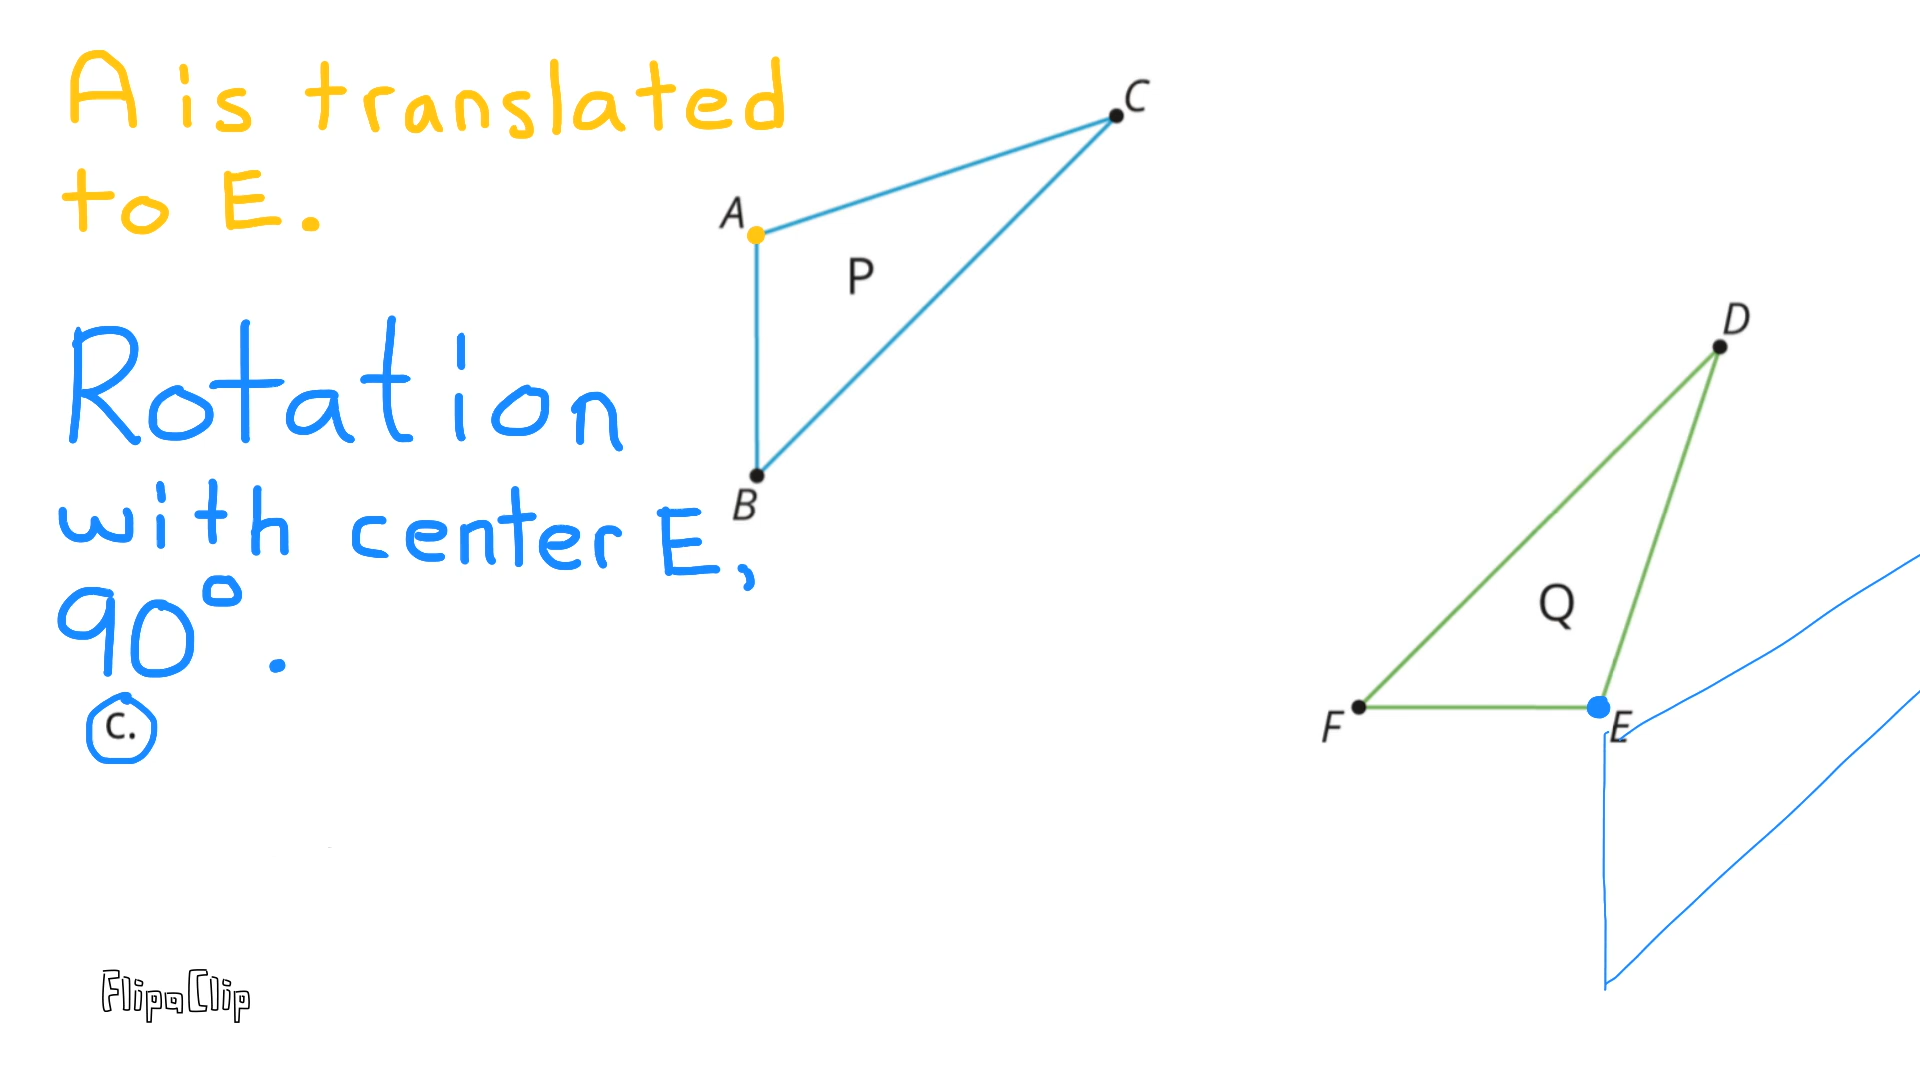 A is translated
to E.
Rotation
with center E,
90°.
c.
C
A
P
B
D
Q
F
E
FlipaClip